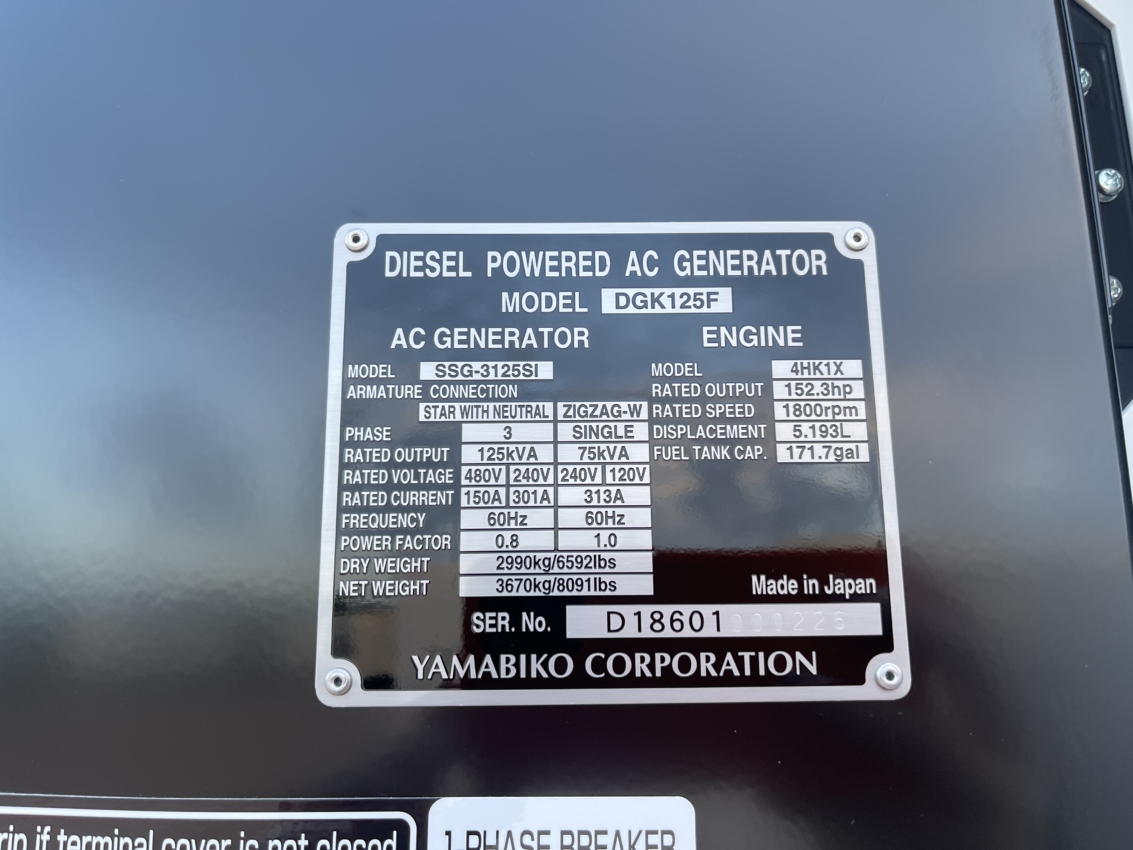 DIESEL POWERED AC GENERATOR
MODEL DGK125F
AC GENERATOR
MODEL SSG-3125SI
ARMATURE CONNECTION
STAR WITH NEUTRAL ZIGZAG-W
PHASE 3 SINGLE
RATED OUTPUT 125kVA 75kVA
RATED VOLTAGE 480V 240V 240V 120V
RATED CURRENT 150A 301A 313A
FREQUENCY 60Hz 60Hz
POWER FACTOR 0.8 1.0
DRY WEIGHT 2990kg/6592lbs
NET WEIGHT 3670kg/8091lbs
ENGINE
MODEL 4HK1X
RATED OUTPUT 152.3hp
RATED SPEED 1800rpm
DISPLACEMENT 5.193L
FUEL TANK CAP. 171.7gal
Made in Japan
SER. No. D18601
YAMABIKO CORPORATION
if terminal cover is not closed
1-PHASE BREAKER